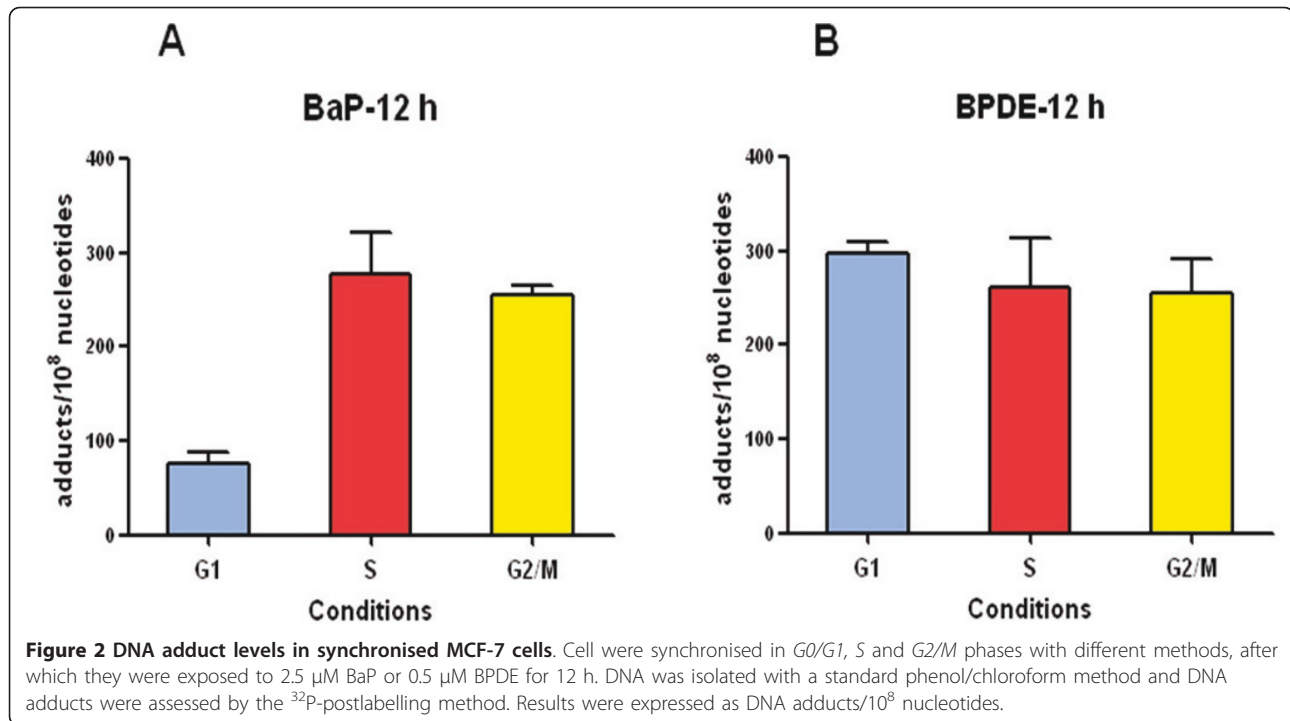 A
BaP-12 h
adducts/10⁸ nucleotides
400
300
200
100
0
G1 S G2/M
Conditions
B
BPDE-12 h
adducts/10⁸ nucleotides
400
300
200
100
0
G1 S G2/M
Conditions
Figure 2 DNA adduct levels in synchronised MCF-7 cells. Cell were synchronised in G0/G1, S and G2/M phases with different methods, after
which they were exposed to 2.5 μM BaP or 0.5 μM BPDE for 12 h. DNA was isolated with a standard phenol/chloroform method and DNA
adducts were assessed by the ³²P-postlabelling method. Results were expressed as DNA adducts/10⁸ nucleotides.